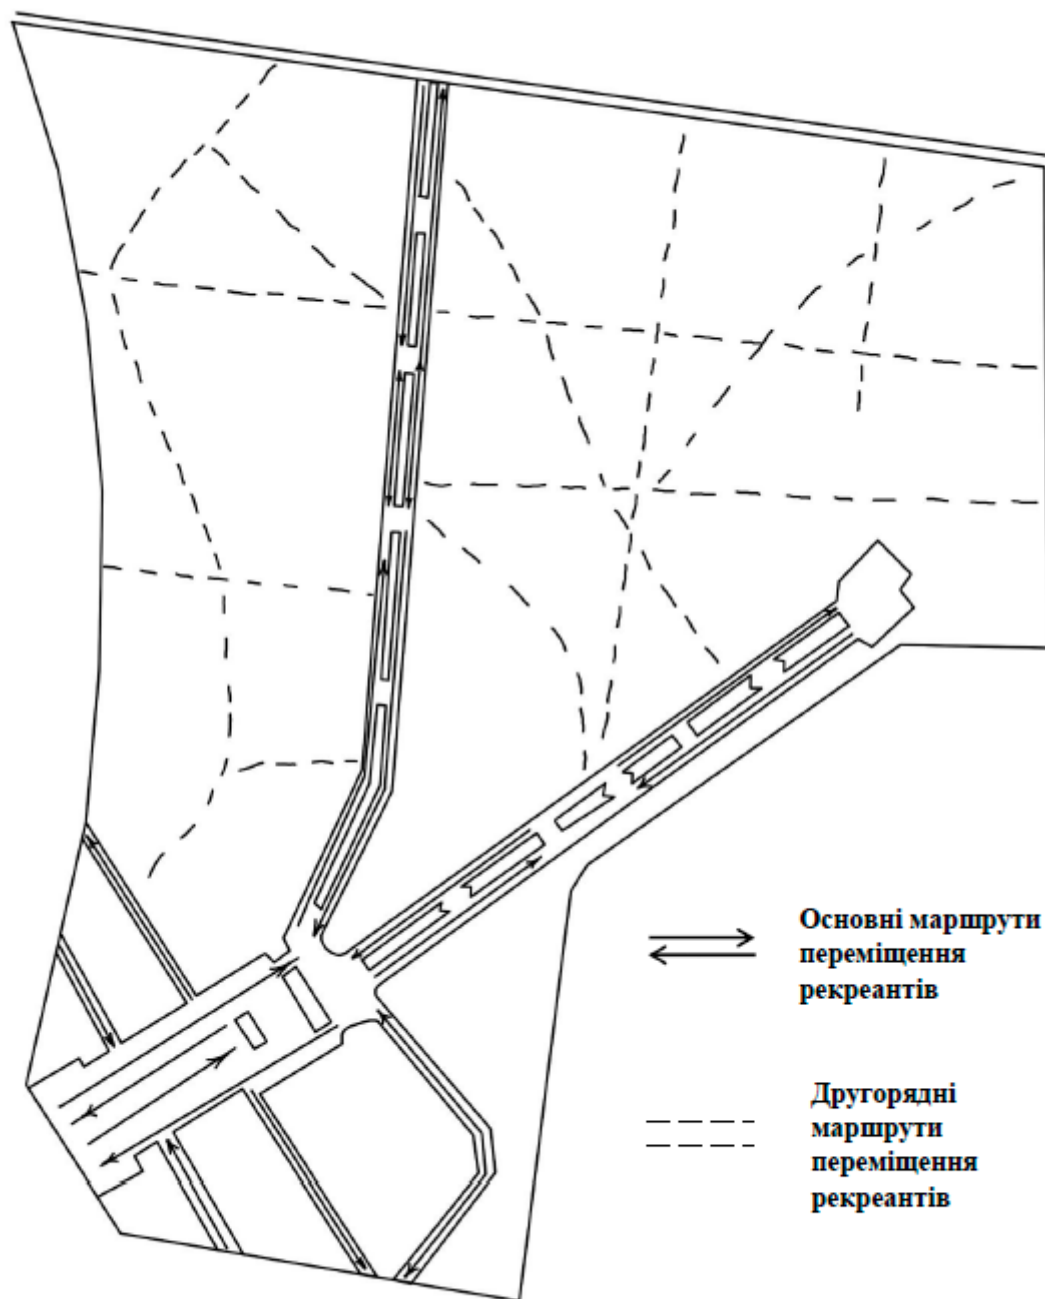 Основні маршрути
переміщення
рекреантів
Другорядні
маршрути
переміщення
рекреантів